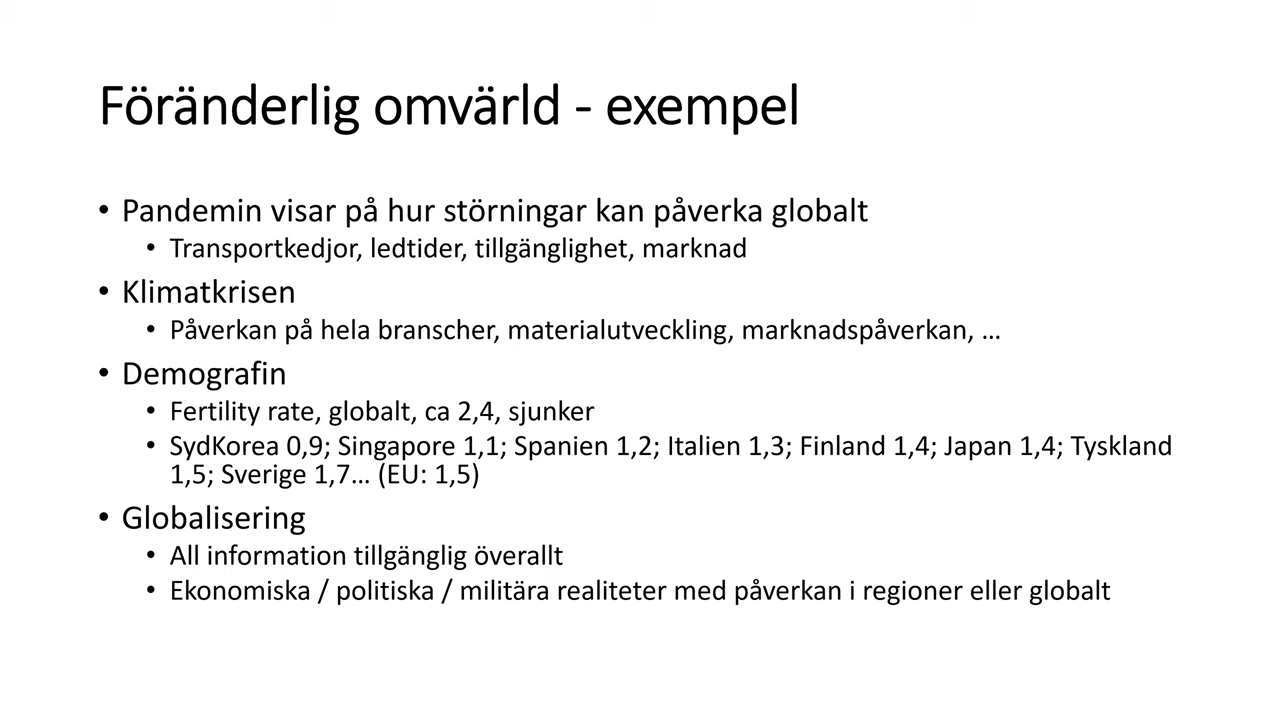 Föränderlig omvärld - exempel
• Pandemin visar på hur störningar kan påverka globalt
• Transportkedjor, ledtider, tillgänglighet, marknad
• Klimatkrisen
• Påverkan på hela branscher, materialutveckling, marknadspåverkan, …
• Demografin
• Fertility rate, globalt, ca 2,4, sjunker
• SydKorea 0,9; Singapore 1,1; Spanien 1,2; Italien 1,3; Finland 1,4; Japan 1,4; Tyskland
1,5; Sverige 1,7… (EU: 1,5)
• Globalisering
• All information tillgänglig överallt
• Ekonomiska / politiska / militära realiteter med påverkan i regioner eller globalt